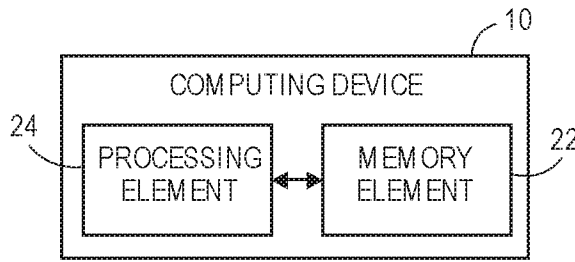 10
COMPUTING DEVICE
24
PROCESSING
ELEMENT
MEMORY
ELEMENT
22